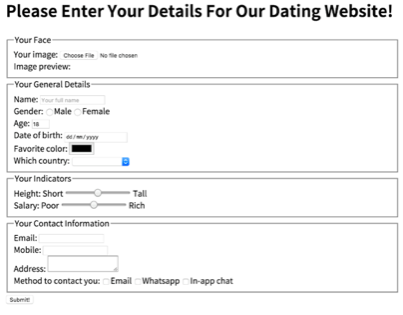 Please Enter Your Details For Our Dating Website!
Your Face
Your image: Choose File No file chosen
Image preview:
Your General Details
Name: Your full name
Gender: Male Female
Age: 18
Date of birth: dd/mm/yyyy
Favorite color:
Which country:
Your Indicators
Height: Short Tall
Salary: Poor Rich
Your Contact Information
Email:
Mobile:
Address:
Method to contact you: Email Whatsapp In-app chat
Submit!